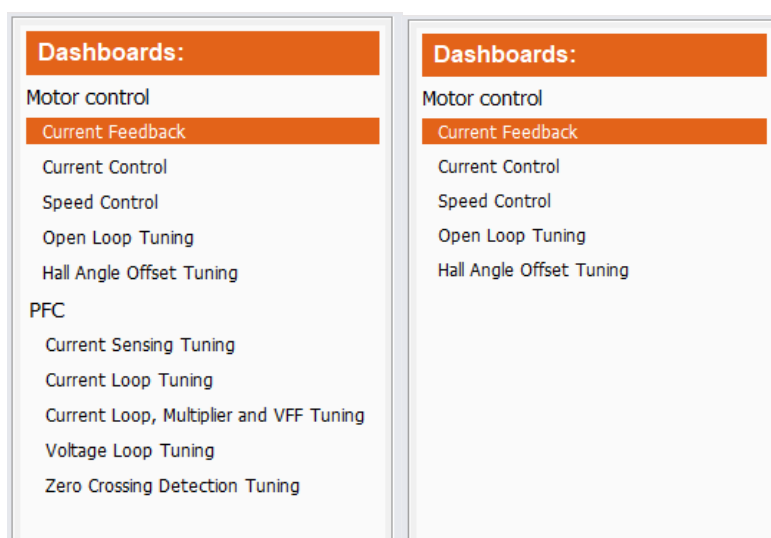 Dashboards:
Motor control
Current Feedback
Current Control
Speed Control
Open Loop Tuning
Hall Angle Offset Tuning
PFC
Current Sensing Tuning
Current Loop Tuning
Current Loop, Multiplier and VFF Tuning
Voltage Loop Tuning
Zero Crossing Detection Tuning
Dashboards:
Motor control
Current Feedback
Current Control
Speed Control
Open Loop Tuning
Hall Angle Offset Tuning